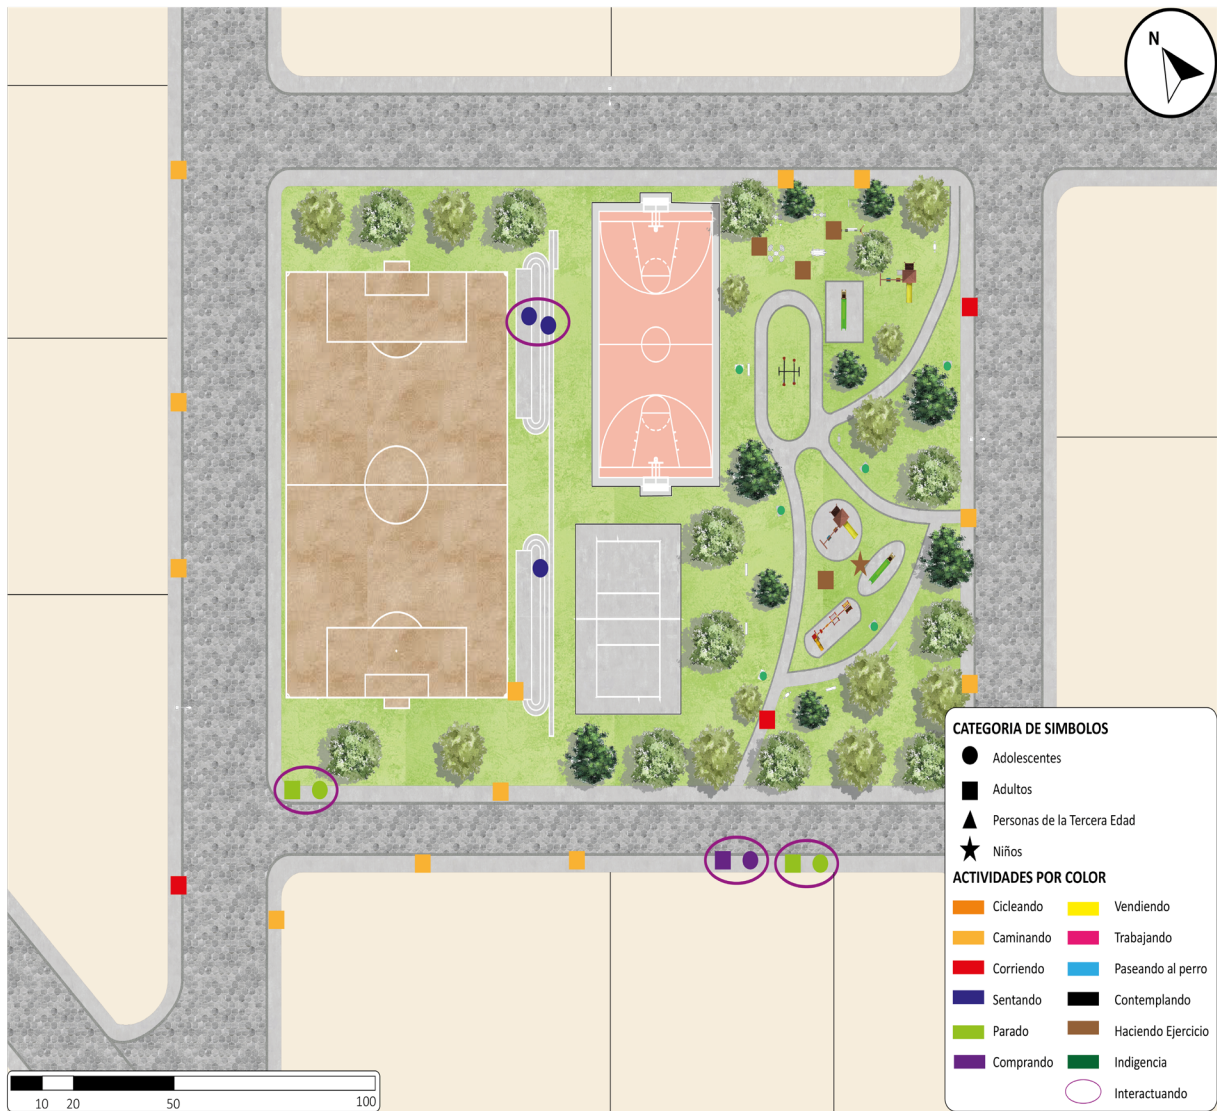 N
CATEGORIA DE SIMBOLOS
Adolescentes
Adultos
Personas de la Tercera Edad
Niños
ACTIVIDADES POR COLOR
Cicleando
Vendiendo
Caminando
Trabajando
Corriendo
Paseando al perro
Sentando
Contemplando
Parado
Haciendo Ejercicio
Comprando
Indigencia
Interactuando
10 20 50 100